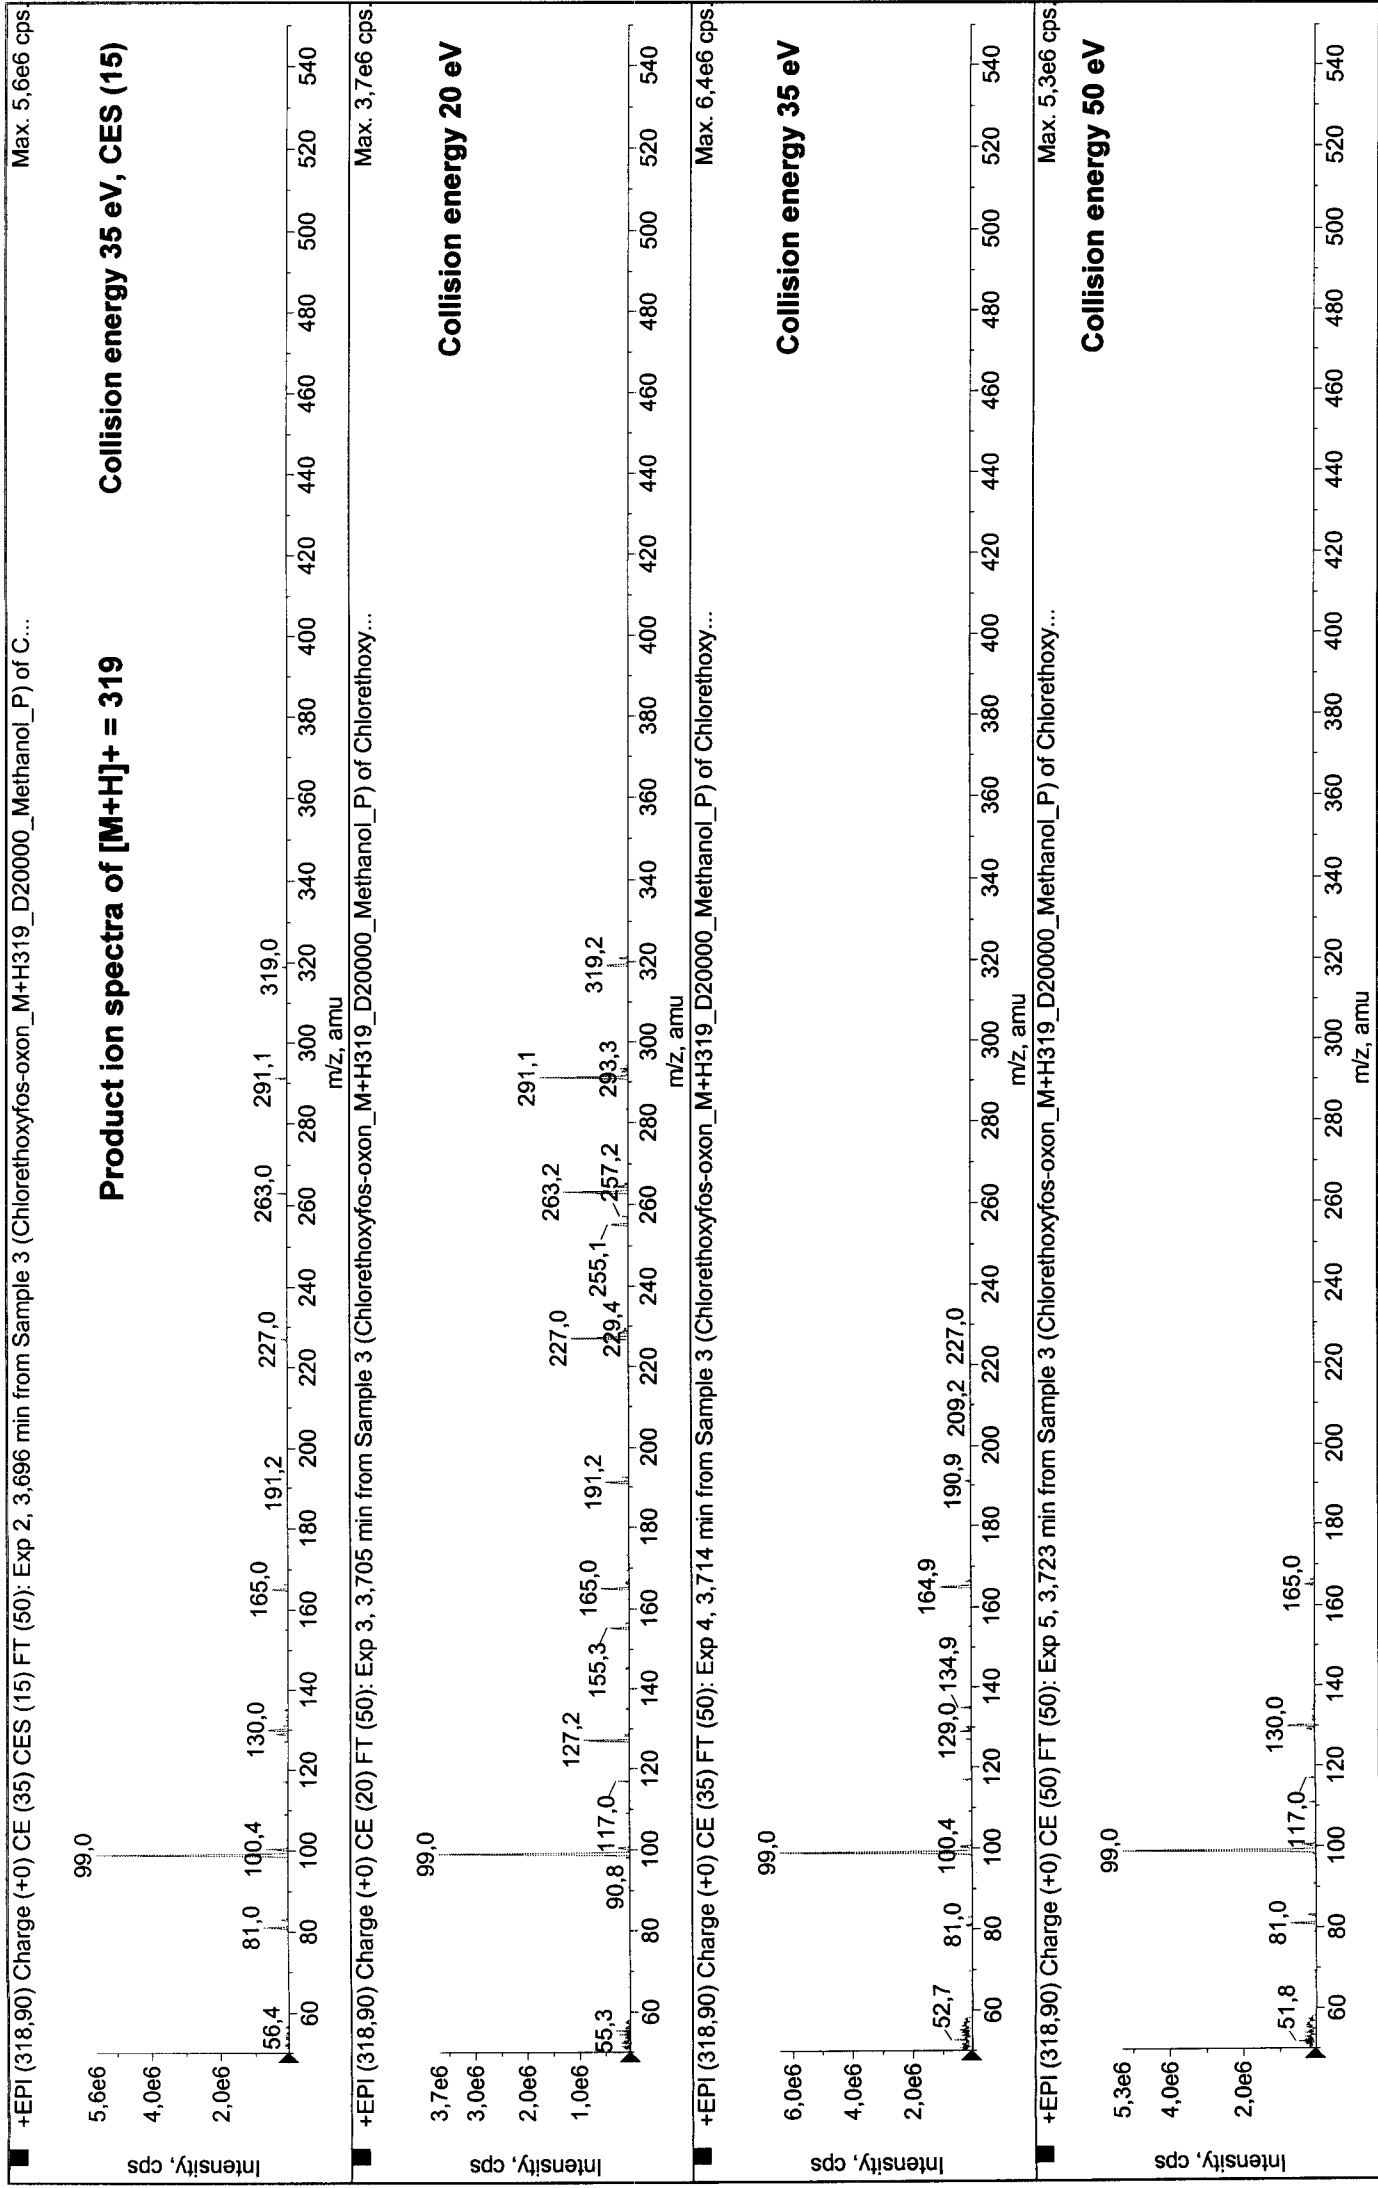 +EPI (318,90) Charge (+0) CE (35) CES (15) FT (50): Exp 2, 3,696 min from Sample 3 (Chlorethoxyfos-oxon_M+H319_D20000_Methanol_P) of C... Max. 5,6e6 cps.
Product ion spectra of [M+H]+ = 319 Collision energy 35 eV, CES (15)
Intensity, cps
5,6e6
4,0e6
2,0e6
56,4 81,0 99,0 100,4 130,0 165,0 191,2 227,0 263,0 291,1 319,0
60 80 100 120 140 160 180 200 220 240 260 280 300 320 340 360 380 400 420 440 460 480 500 520 540
m/z, amu
+EPI (318,90) Charge (+0) CE (20) FT (50): Exp 3, 3,705 min from Sample 3 (Chlorethoxyfos-oxon_M+H319_D20000_Methanol_P) of Chlorethoxy... Max. 3,7e6 cps.
Collision energy 20 eV
Intensity, cps
3,7e6
3,0e6
2,0e6
1,0e6
55,3 90,8 99,0 117,0 127,2 155,3 165,0 191,2 227,0 229,4 255,1 257,2 263,2 291,1 293,3 319,2
60 80 100 120 140 160 180 200 220 240 260 280 300 320 340 360 380 400 420 440 460 480 500 520 540
m/z, amu
+EPI (318,90) Charge (+0) CE (35) FT (50): Exp 4, 3,714 min from Sample 3 (Chlorethoxyfos-oxon_M+H319_D20000_Methanol_P) of Chlorethoxy... Max. 6,4e6 cps.
Collision energy 35 eV
Intensity, cps
6,0e6
4,0e6
2,0e6
52,7 81,0 99,0 100,4 129,0 134,9 164,9 190,9 209,2 227,0
60 80 100 120 140 160 180 200 220 240 260 280 300 320 340 360 380 400 420 440 460 480 500 520 540
m/z, amu
+EPI (318,90) Charge (+0) CE (50) FT (50): Exp 5, 3,723 min from Sample 3 (Chlorethoxyfos-oxon_M+H319_D20000_Methanol_P) of Chlorethoxy... Max. 5,3e6 cps.
Collision energy 50 eV
Intensity, cps
5,3e6
4,0e6
2,0e6
51,8 81,0 99,0 117,0 130,0 165,0
60 80 100 120 140 160 180 200 220 240 260 280 300 320 340 360 380 400 420 440 460 480 500 520 540
m/z, amu